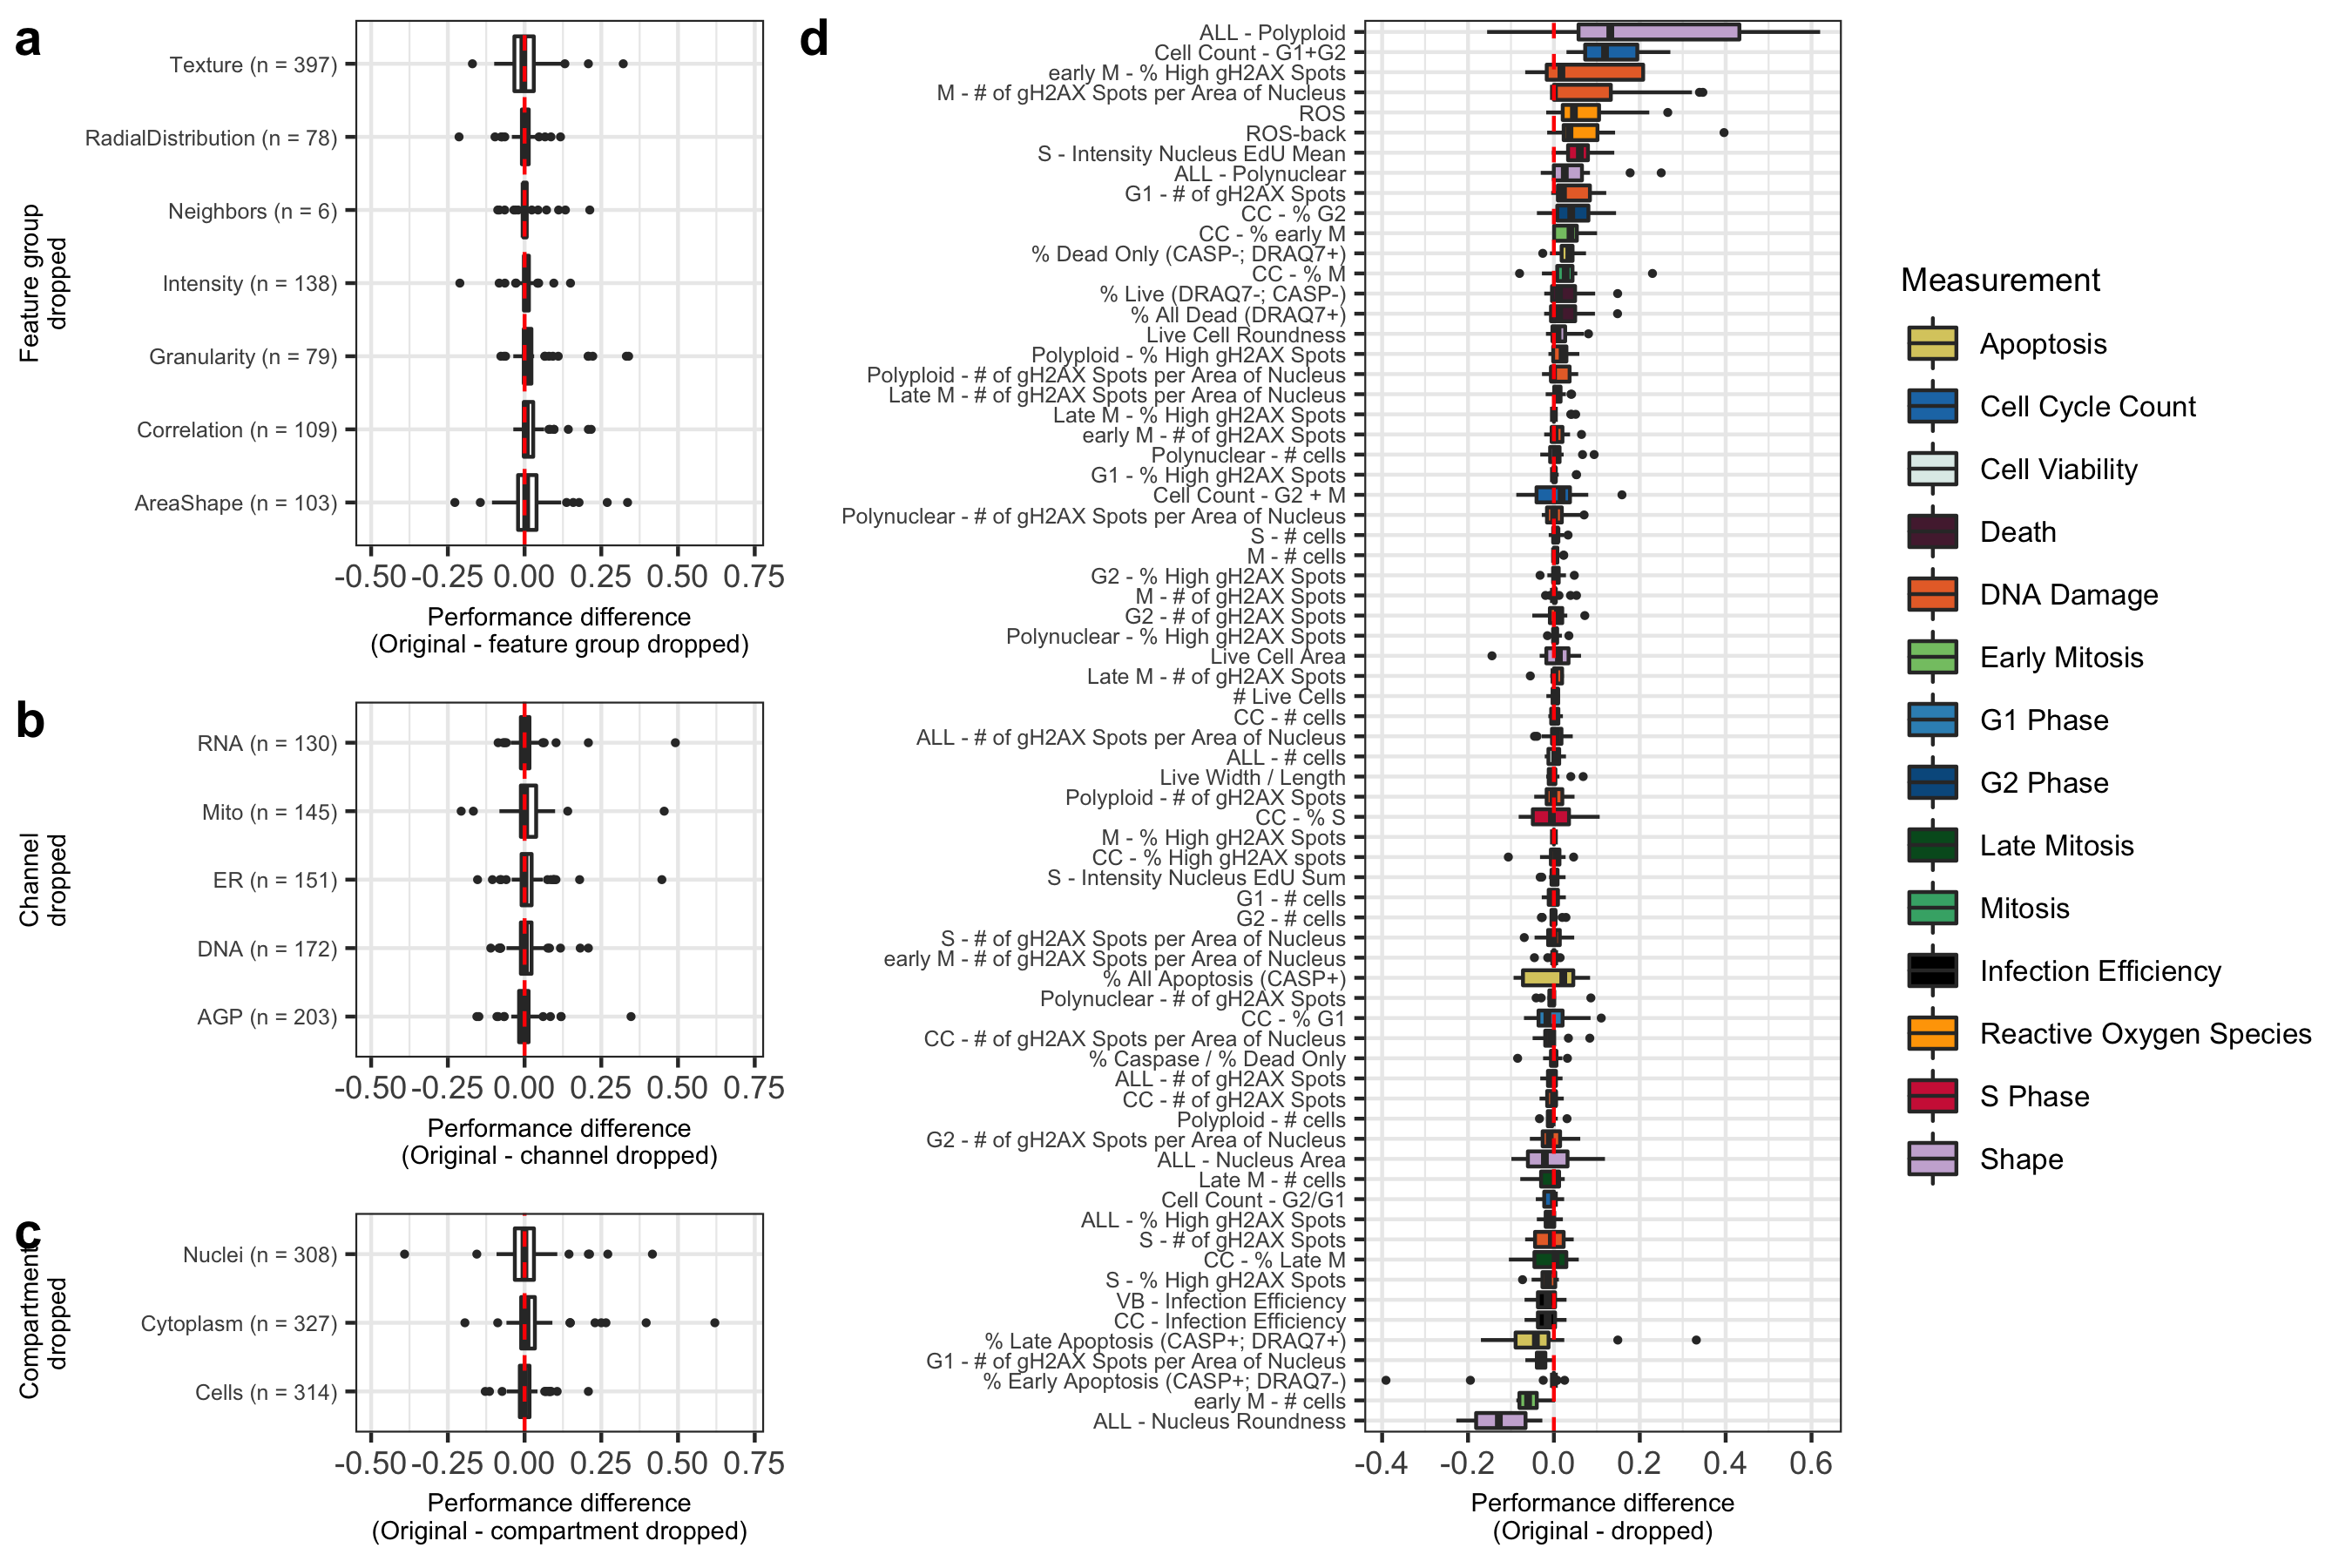 a
Feature group
dropped
Texture (n = 397)
RadialDistribution (n = 78)
Neighbors (n = 6)
Intensity (n = 138)
Granularity (n = 79)
Correlation (n = 109)
AreaShape (n = 103)
-0.50 -0.25 0.00 0.25 0.50 0.75
Performance difference
(Original - feature group dropped)
b
Channel
dropped
RNA (n = 130)
Mito (n = 145)
ER (n = 151)
DNA (n = 172)
AGP (n = 203)
-0.50 -0.25 0.00 0.25 0.50 0.75
Performance difference
(Original - channel dropped)
c
Compartment
dropped
Nuclei (n = 308)
Cytoplasm (n = 327)
Cells (n = 314)
-0.50 -0.25 0.00 0.25 0.50 0.75
Performance difference
(Original - compartment dropped)
d
ALL - Polyploid
Cell Count - G1+G2
early M - % High gH2AX Spots
M - # of gH2AX Spots per Area of Nucleus
ROS
ROS-back
S - Intensity Nucleus EdU Mean
ALL - Polynuclear
G1 - # of gH2AX Spots
CC - % G2
CC - % early M
% Dead Only (CASP-; DRAQ7+)
CC - % M
% Live (DRAQ7-; CASP-)
% All Dead (DRAQ7+)
Live Cell Roundness
Polyploid - % High gH2AX Spots
Polyploid - # of gH2AX Spots per Area of Nucleus
Late M - # of gH2AX Spots per Area of Nucleus
Late M - % High gH2AX Spots
early M - # of gH2AX Spots
Polynuclear - # cells
G1 - % High gH2AX Spots
Cell Count - G2 + M
Polynuclear - # of gH2AX Spots per Area of Nucleus
S - # cells
M - # cells
G2 - % High gH2AX Spots
M - # of gH2AX Spots
G2 - # of gH2AX Spots
Polynuclear - % High gH2AX Spots
Live Cell Area
Late M - # of gH2AX Spots
# Live Cells
CC - # cells
ALL - # of gH2AX Spots per Area of Nucleus
ALL - # cells
Live Width / Length
Polyploid - # of gH2AX Spots
CC - % S
M - % High gH2AX Spots
CC - % High gH2AX spots
S - Intensity Nucleus EdU Sum
G1 - # cells
G2 - # cells
S - # of gH2AX Spots per Area of Nucleus
early M - # of gH2AX Spots per Area of Nucleus
% All Apoptosis (CASP+)
Polynuclear - # of gH2AX Spots
CC - % G1
CC - # of gH2AX Spots per Area of Nucleus
% Caspase / % Dead Only
ALL - # of gH2AX Spots
CC - # of gH2AX Spots
Polyploid - # cells
G2 - # of gH2AX Spots per Area of Nucleus
ALL - Nucleus Area
Late M - # cells
Cell Count - G2/G1
ALL - % High gH2AX Spots
S - # of gH2AX Spots
CC - % Late M
S - % High gH2AX Spots
VB - Infection Efficiency
CC - Infection Efficiency
% Late Apoptosis (CASP+; DRAQ7+)
G1 - # of gH2AX Spots per Area of Nucleus
% Early Apoptosis (CASP+; DRAQ7-)
early M - # cells
ALL - Nucleus Roundness
-0.4 -0.2 0.0 0.2 0.4 0.6
Performance difference
(Original - dropped)
Measurement
Apoptosis
Cell Cycle Count
Cell Viability
Death
DNA Damage
Early Mitosis
G1 Phase
G2 Phase
Late Mitosis
Mitosis
Infection Efficiency
Reactive Oxygen Species
S Phase
Shape